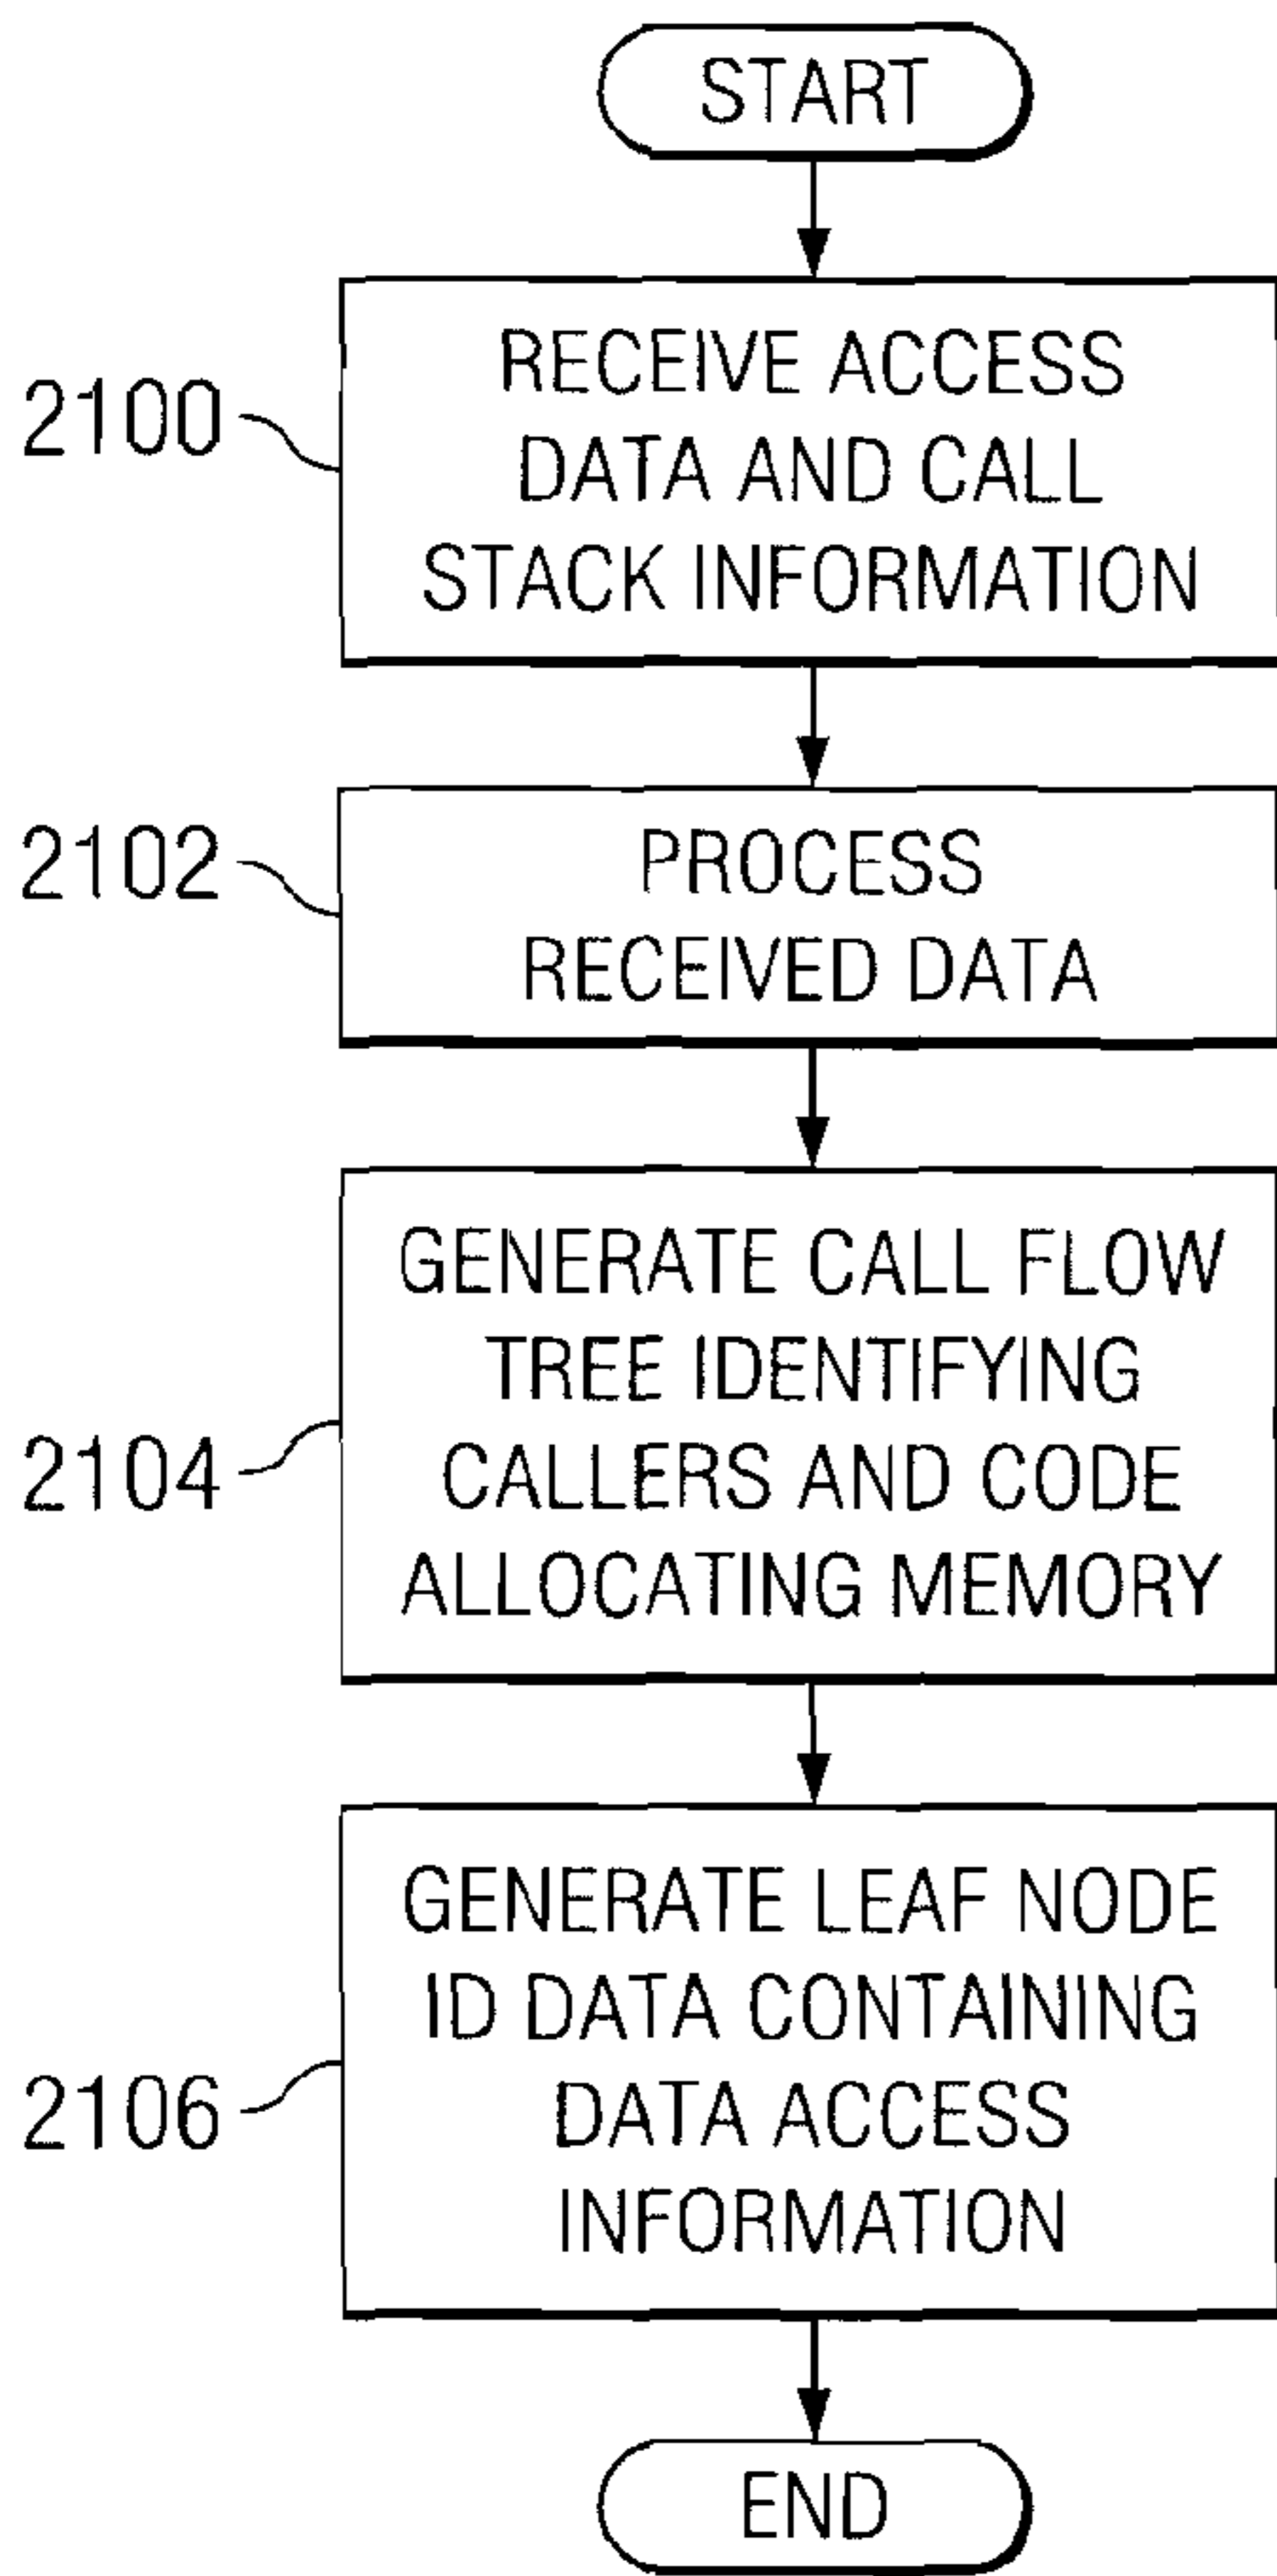 START
2100
RECEIVE ACCESS
DATA AND CALL
STACK INFORMATION
2102
PROCESS
RECEIVED DATA
2104
GENERATE CALL FLOW
TREE IDENTIFYING
CALLERS AND CODE
ALLOCATING MEMORY
2106
GENERATE LEAF NODE
ID DATA CONTAINING
DATA ACCESS
INFORMATION
END